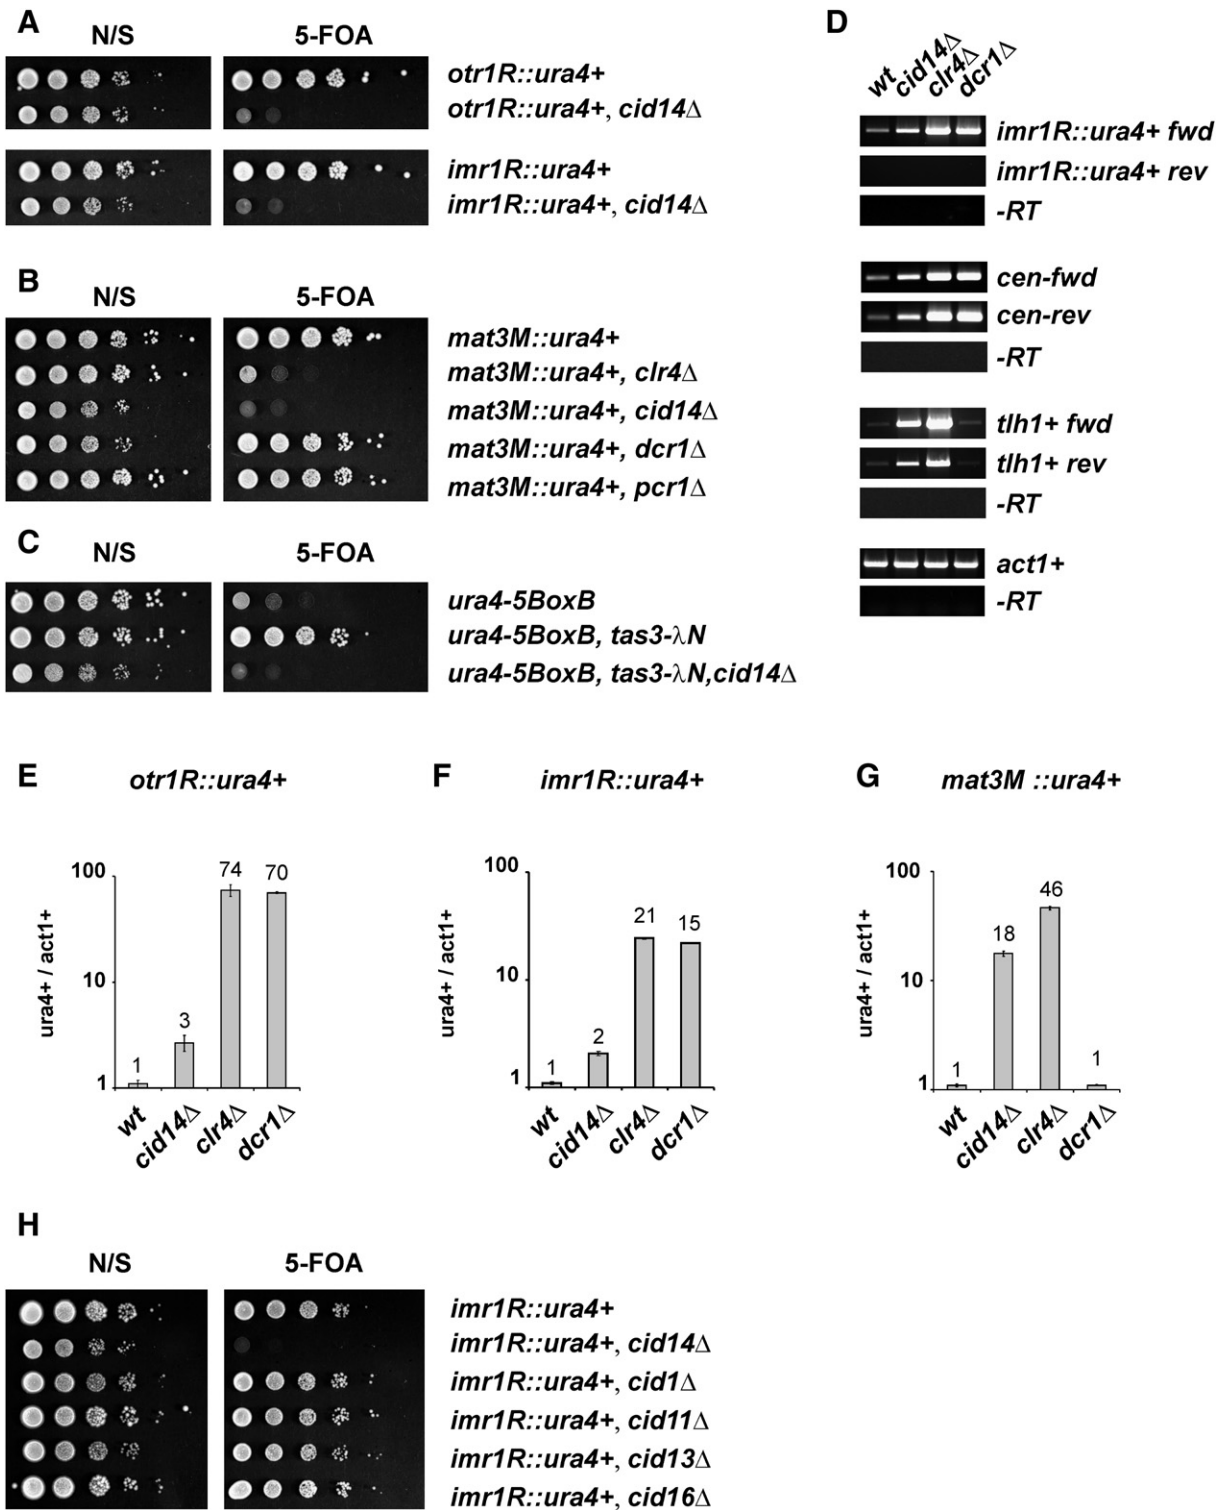 A
N/S 5-FOA
otr1R::ura4+
otr1R::ura4+, cid14Δ
imr1R::ura4+
imr1R::ura4+, cid14Δ
B
N/S 5-FOA
mat3M::ura4+
mat3M::ura4+, clr4Δ
mat3M::ura4+, cid14Δ
mat3M::ura4+, dcr1Δ
mat3M::ura4+, pcr1Δ
C
N/S 5-FOA
ura4-5BoxB
ura4-5BoxB, tas3-λN
ura4-5BoxB, tas3-λN,cid14Δ
D
wt cid14Δ clr4Δ dcr1Δ
imr1R::ura4+ fwd
imr1R::ura4+ rev
-RT
cen-fwd
cen-rev
-RT
tlh1+ fwd
tlh1+ rev
-RT
act1+
-RT
E otr1R::ura4+
ura4+ / act1+
100
10
1
1 3 74 70
wt cid14Δ clr4Δ dcr1Δ
F imr1R::ura4+
ura4+ / act1+
100
10
1
1 2 21 15
wt cid14Δ clr4Δ dcr1Δ
G mat3M ::ura4+
ura4+ / act1+
100
10
1
1 18 46 1
wt cid14Δ clr4Δ dcr1Δ
H
N/S 5-FOA
imr1R::ura4+
imr1R::ura4+, cid14Δ
imr1R::ura4+, cid1Δ
imr1R::ura4+, cid11Δ
imr1R::ura4+, cid13Δ
imr1R::ura4+, cid16Δ